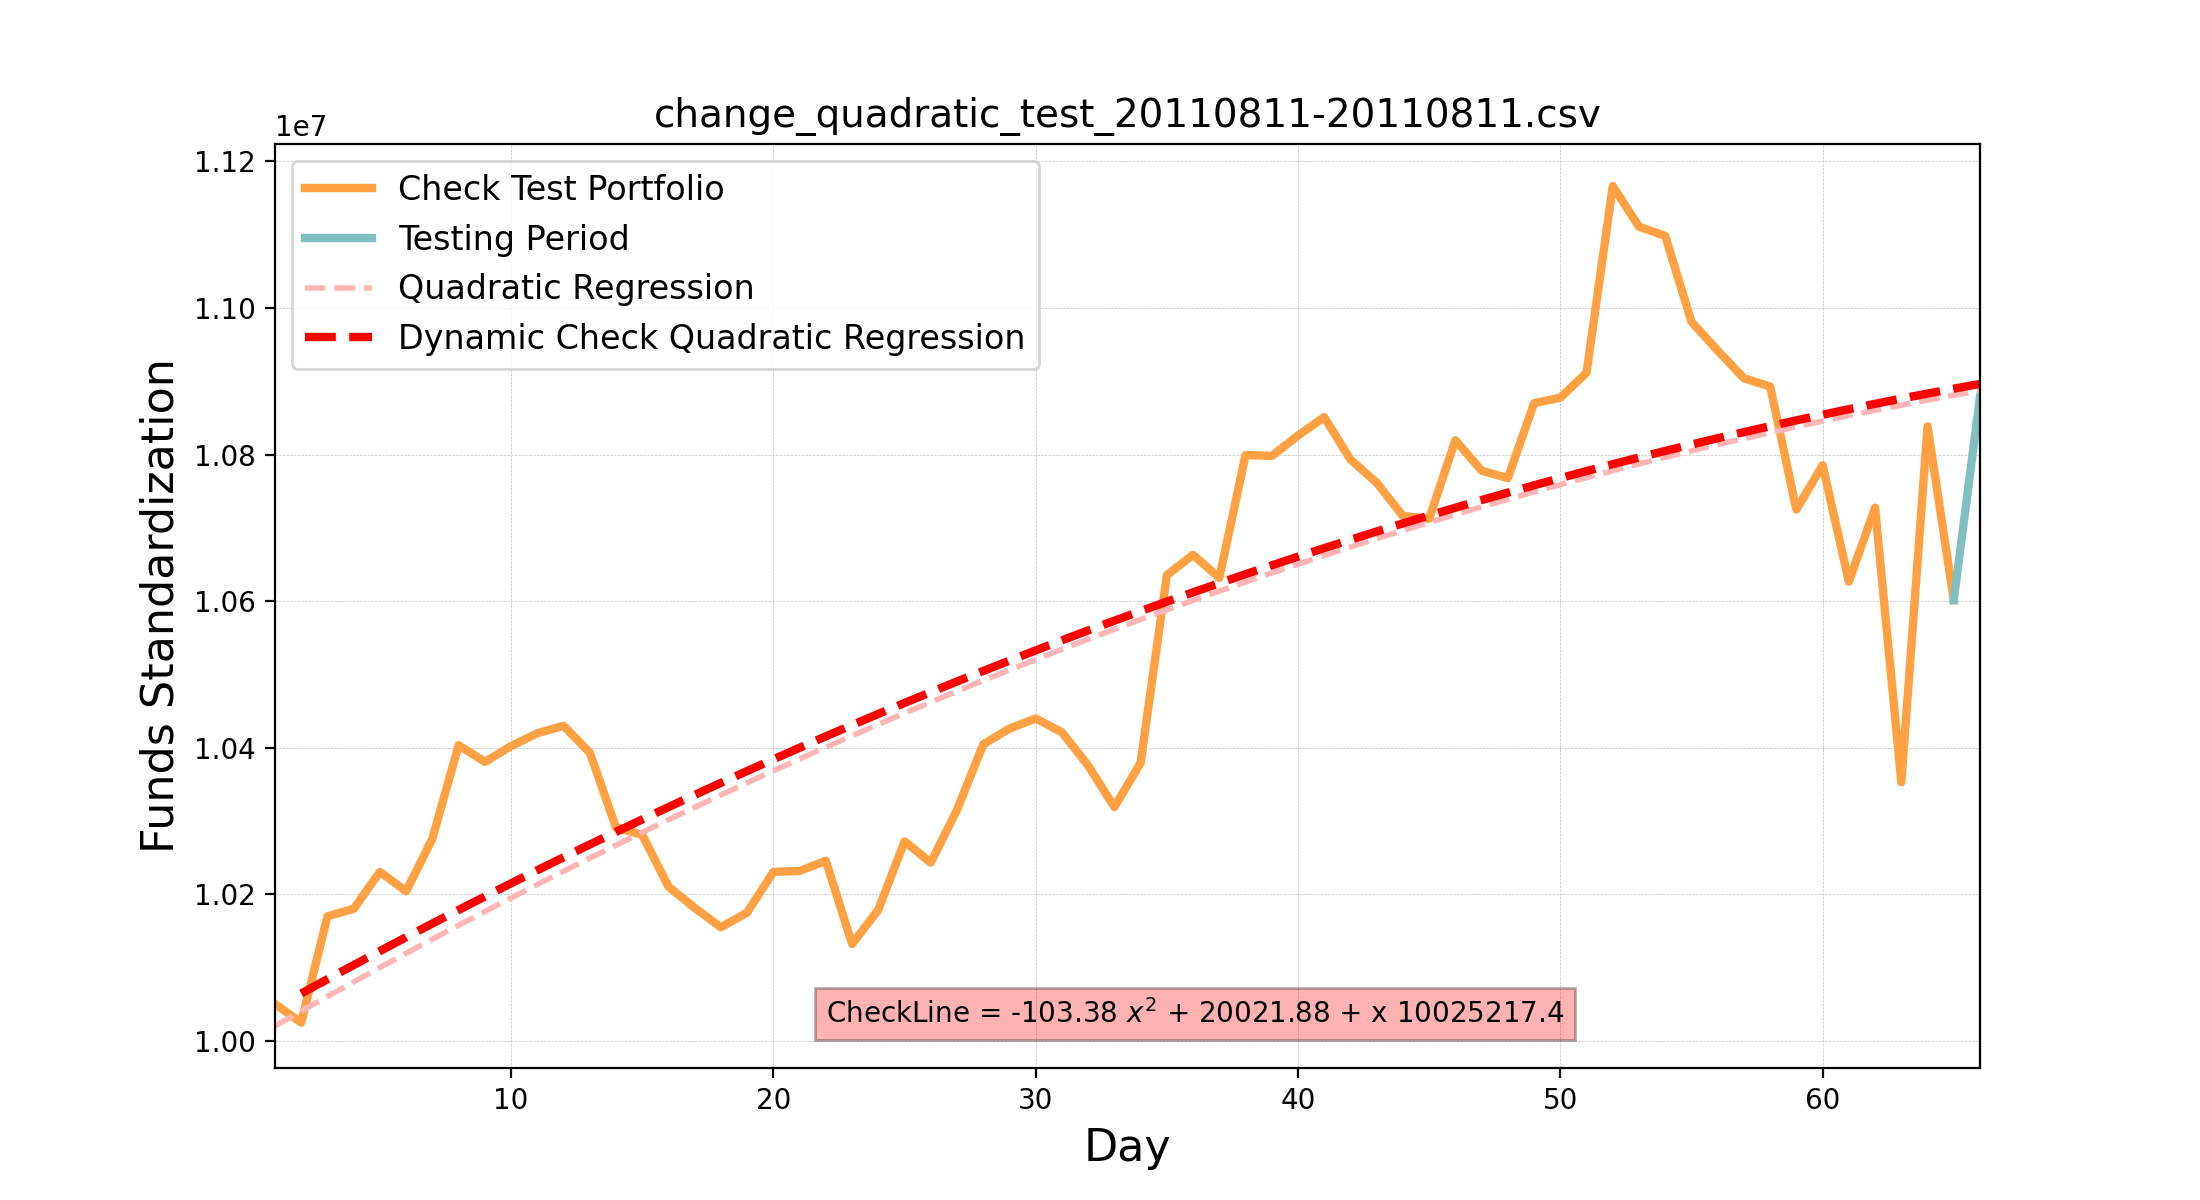 change_quadratic_test_20110811-20110811.csv
1e7
1.12
1.10
1.08
1.06
1.04
1.02
1.00
Funds Standardization
Check Test Portfolio
Testing Period
Quadratic Regression
Dynamic Check Quadratic Regression
CheckLine = -103.38 x² + 20021.88 + x 10025217.4
10 20 30 40 50 60
Day